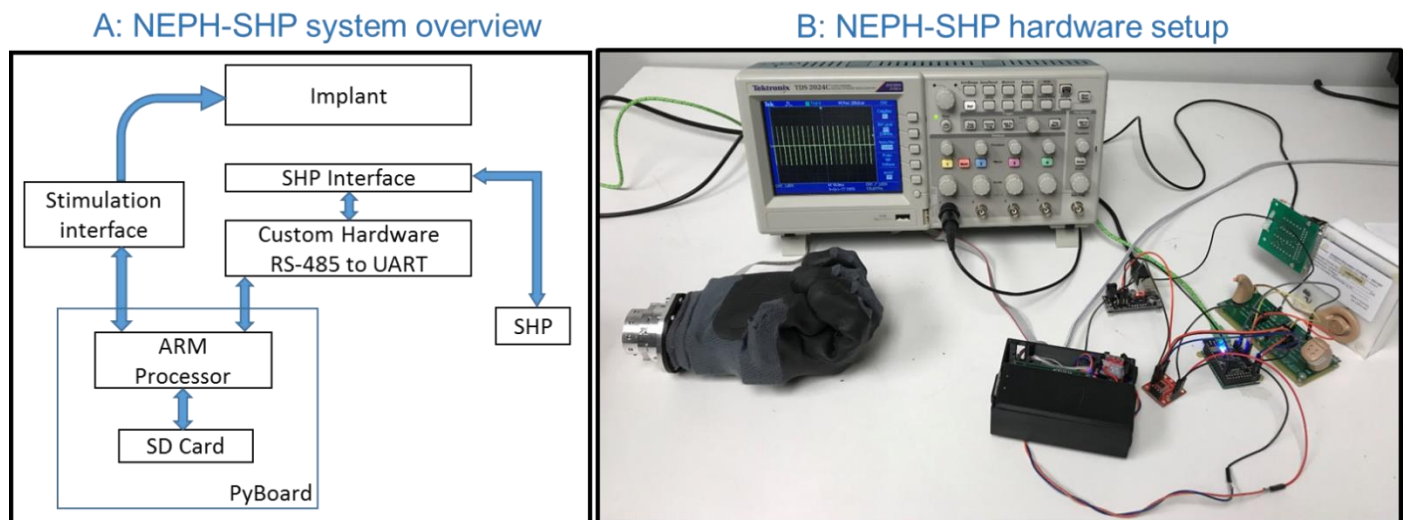 A: NEPH-SHP system overview
Implant
SHP Interface
Stimulation
interface
Custom Hardware
RS-485 to UART
SHP
ARM
Processor
SD Card
PyBoard
B: NEPH-SHP hardware setup
Tektronix TDS 2024C